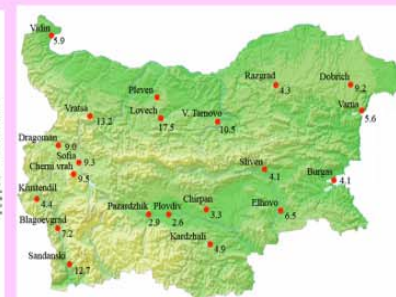 Vidin
5.9
Pleven
Razgrad
4.3
Dobrich
9.2
Varna
5.6
Vratsa
13.2
Lovech
17.5
V. Tarnovo
10.5
Dragoman
9.0
Sofia
9.3
Cherni vrah
9.5
Sliven
4.1
Burgas
4.1
Kiustendil
4.4
Pazardzhik
2.9
Plovdiv
2.6
Chirpan
3.3
Elhovo
6.5
Blagoevgrad
7.2
Kardzhali
4.9
Sandanski
12.7